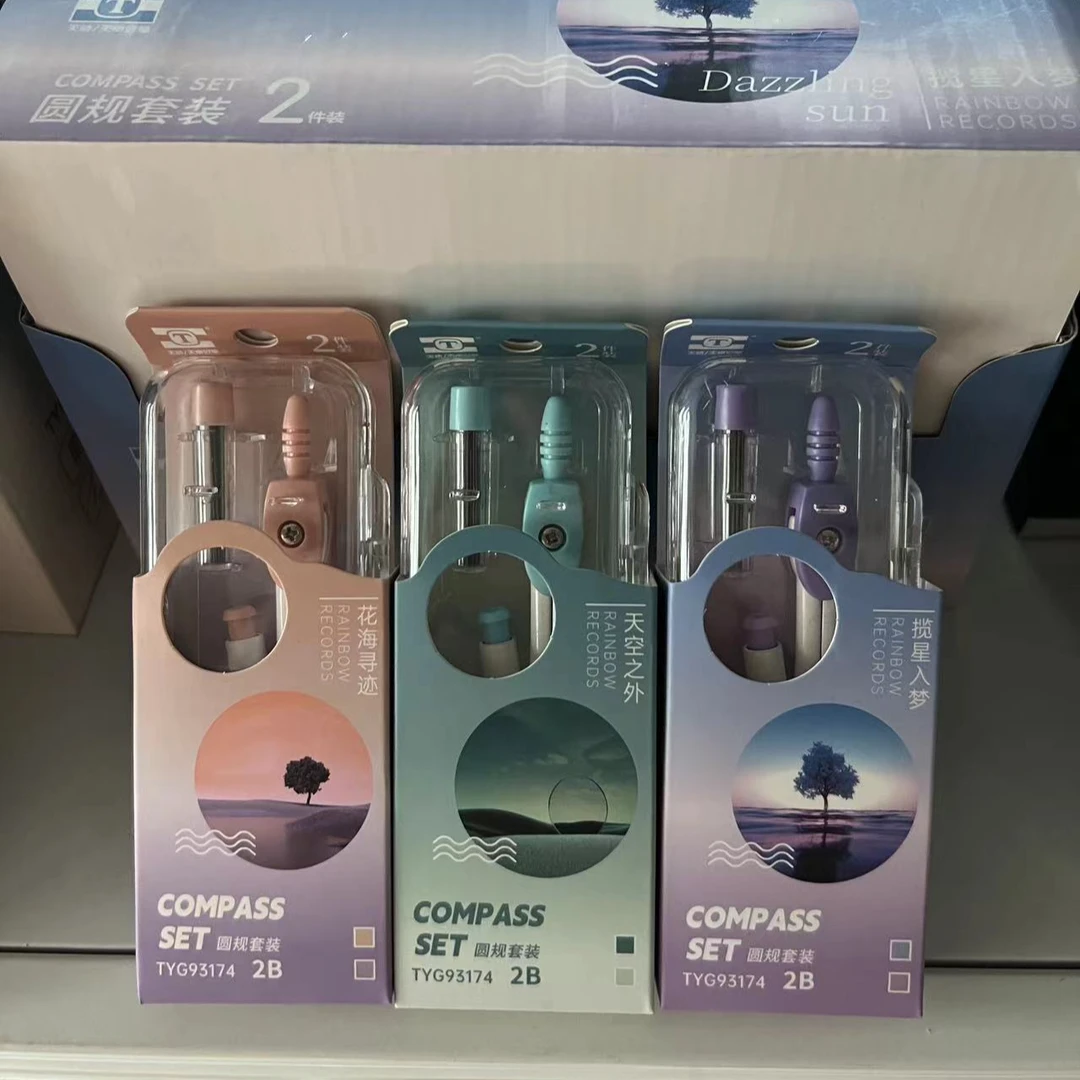 COMPASS SET
圆规套装 2件装
Dazzling
sun
揽星入梦
RAINBOW
RECORDS
2件装
花海寻迹
RAINBOW
RECORDS
COMPASS
SET 圆规套装
TYG93174 2B
2件装
天空之外
RAINBOW
RECORDS
COMPASS
SET 圆规套装
TYG93174 2B
2件装
揽星入梦
RAINBOW
RECORDS
COMPASS
SET 圆规套装
TYG93174 2B